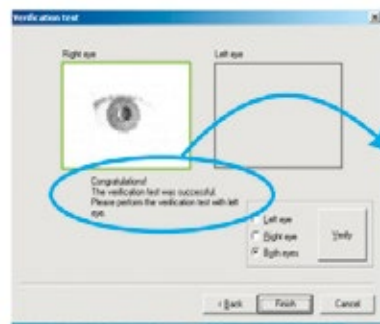 Verification test
Right eye
Left eye
Congratulations!
The verification test was successful.
Please perform the verification test with left
eye.
Left eye
Right eye
Both eyes
Verify
< Back
Finish
Cancel